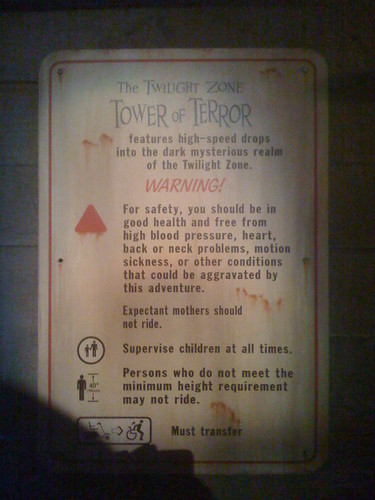 The TWILIGHT ZONE
TOWER OF TERROR
features high-speed drops
into the dark mysterious realm
of the Twilight Zone.
WARNING!
For safety, you should be in
good health and free from
high blood pressure, heart,
back or neck problems, motion
sickness, or other conditions
that could be aggravated by
this adventure.
Expectant mothers should
not ride.
Supervise children at all times.
Persons who do not meet the
minimum height requirement
may not ride.
40"
Must transfer